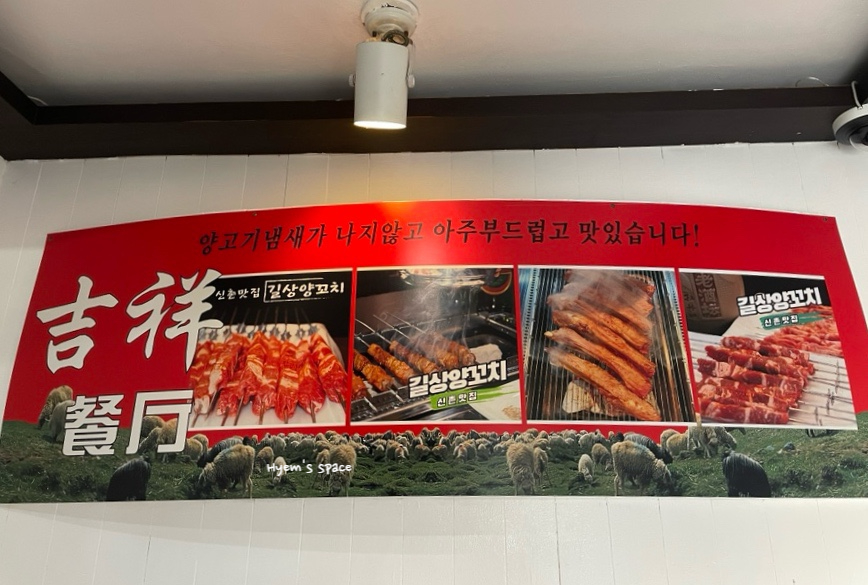 양고기냄새가 나지않고 아주부드럽고 맛있습니다!
吉祥
餐厅
신촌맛집 길상양꼬치
길상양꼬치
신촌맛집
길상양꼬치
신촌맛집
Hyem's space